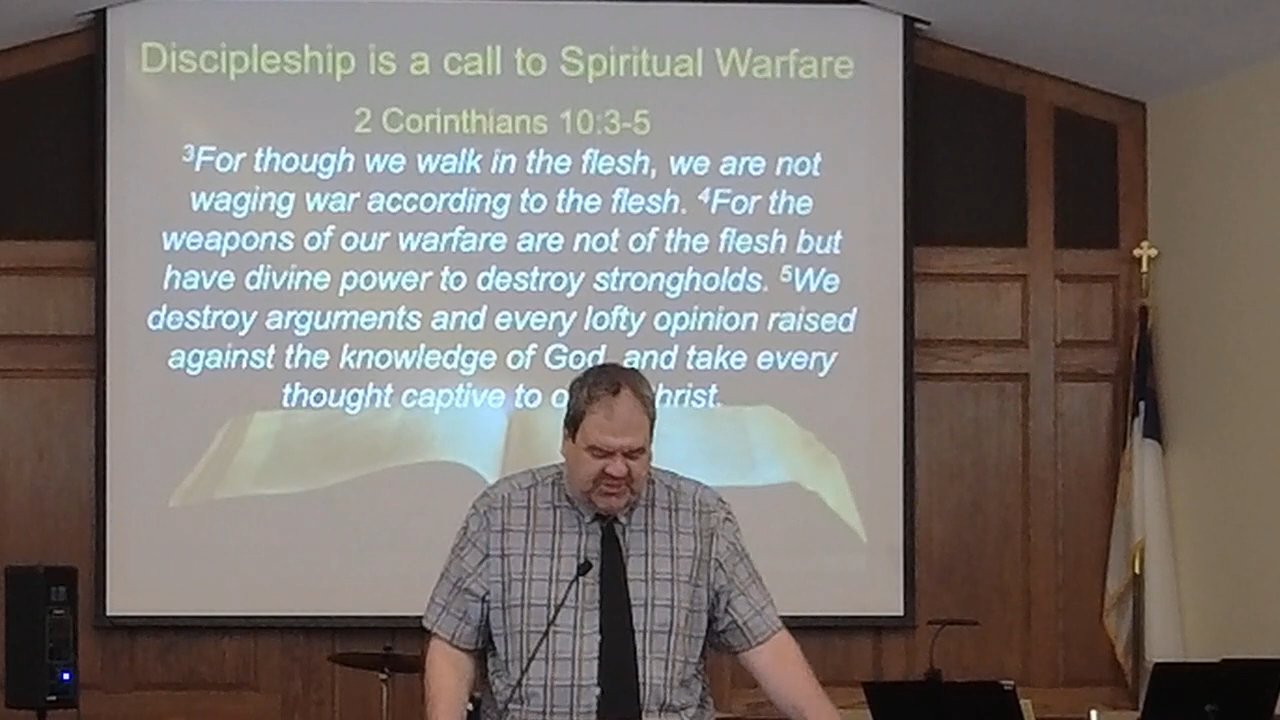 Discipleship is a call to Spiritual Warfare
2 Corinthians 10:3-5
³For though we walk in the flesh, we are not
waging war according to the flesh. ⁴For the
weapons of our warfare are not of the flesh but
have divine power to destroy strongholds. ⁵We
destroy arguments and every lofty opinion raised
against the knowledge of God, and take every
thought captive to